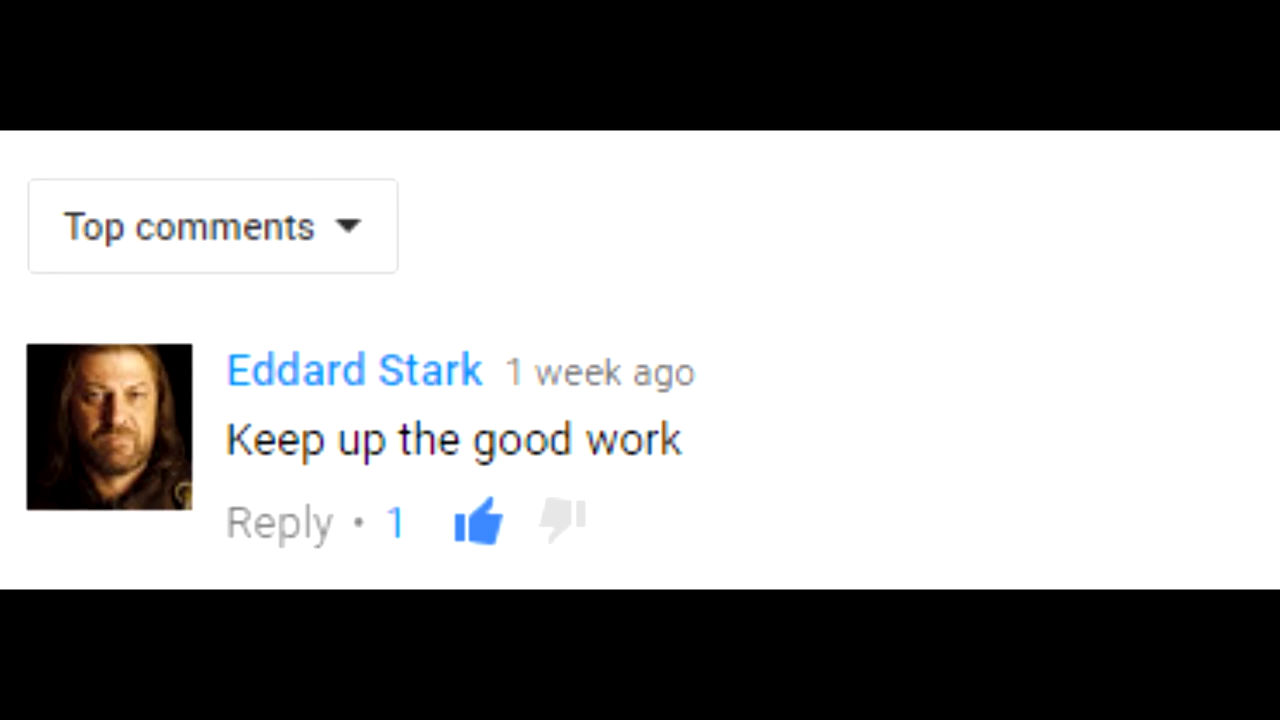 Top comments
Eddard Stark 1 week ago
Keep up the good work
Reply • 1